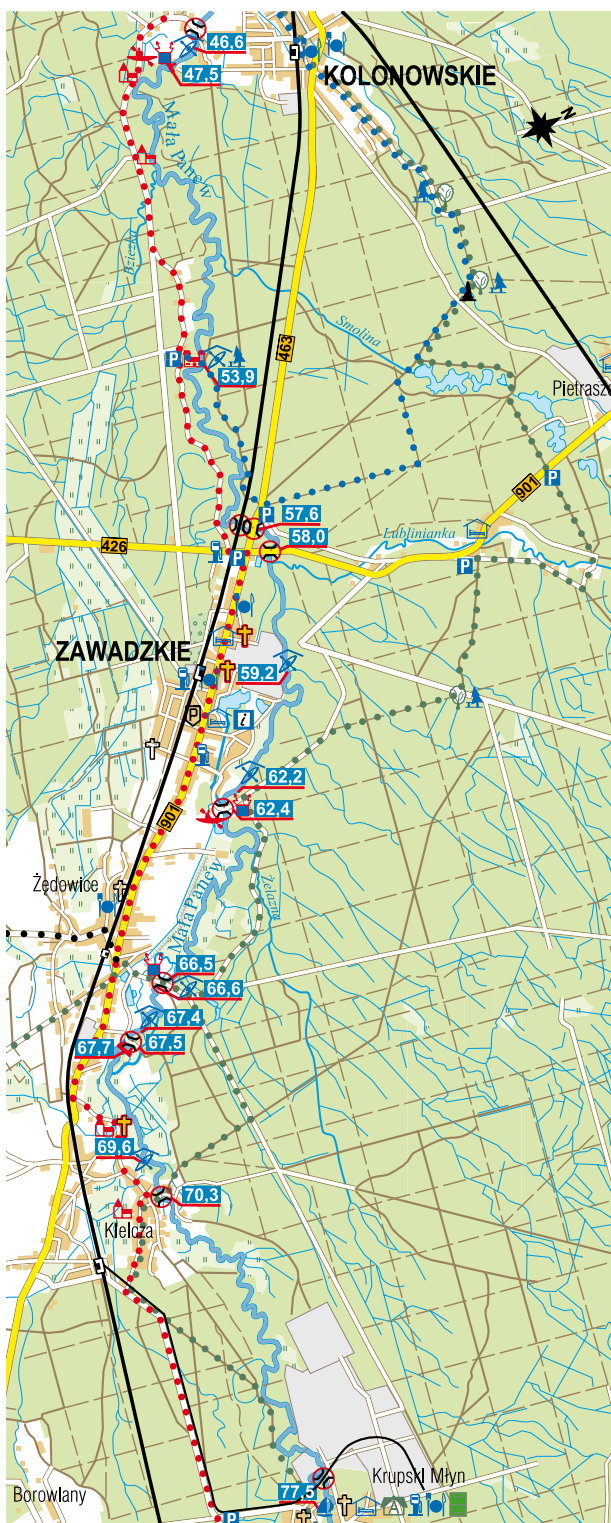 46,6
47,5
KOLONOWSKIE
N
Mała Panew
Bziczka
Smolina
463
53,9
Pietrasz
P
P
901
57,6
P
58,0
Lublinianka
426
P
P
ZAWADZKIE
59,2
P
i
62,2
62,4
901
Żędowice
Mała Panew
Żelazna
66,5
66,6
67,4
67,7
67,5
69,6
70,3
Kielcza
Krupski Młyn
77,5
Borowlany
P